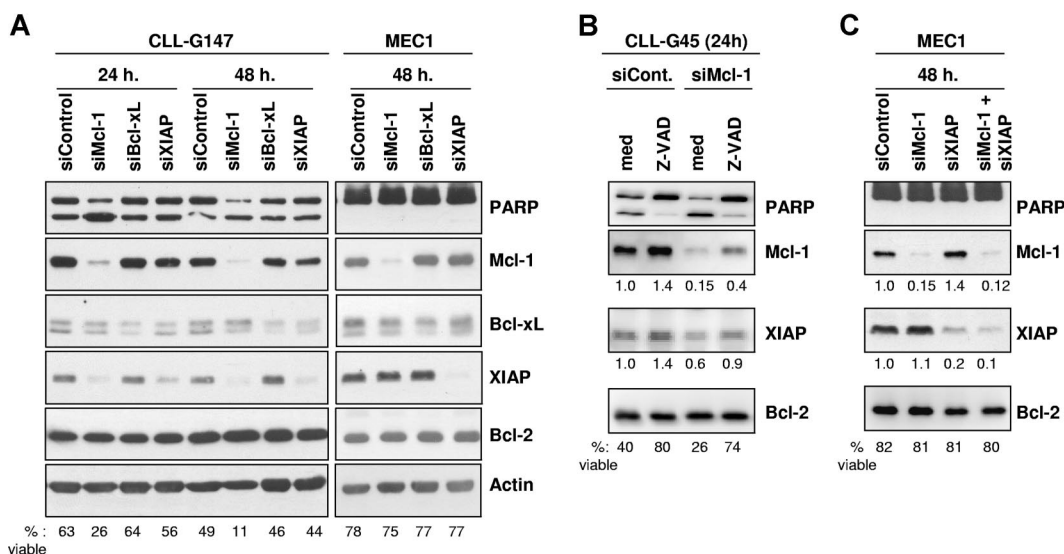 A
CLL-G147 MEC1
24 h. 48 h. 48 h.
siControl siMcl-1 siBcl-xL siXIAP siControl siMcl-1 siBcl-xL siXIAP siControl siMcl-1 siBcl-xL siXIAP
PARP
Mcl-1
Bcl-xL
XIAP
Bcl-2
Actin
% : 63 26 64 56 49 11 46 44 78 75 77 77
viable
B
CLL-G45 (24h)
siCont. siMcl-1
med Z-VAD med Z-VAD
PARP
Mcl-1
1.0 1.4 0.15 0.4
XIAP
1.0 1.4 0.6 0.9
Bcl-2
%: 40 80 26 74
viable
C
MEC1
48 h.
siControl siMcl-1 siXIAP siMcl-1 + siXIAP
PARP
Mcl-1
1.0 0.15 1.4 0.12
XIAP
1.0 1.1 0.2 0.1
Bcl-2
% 82 81 81 80
viable